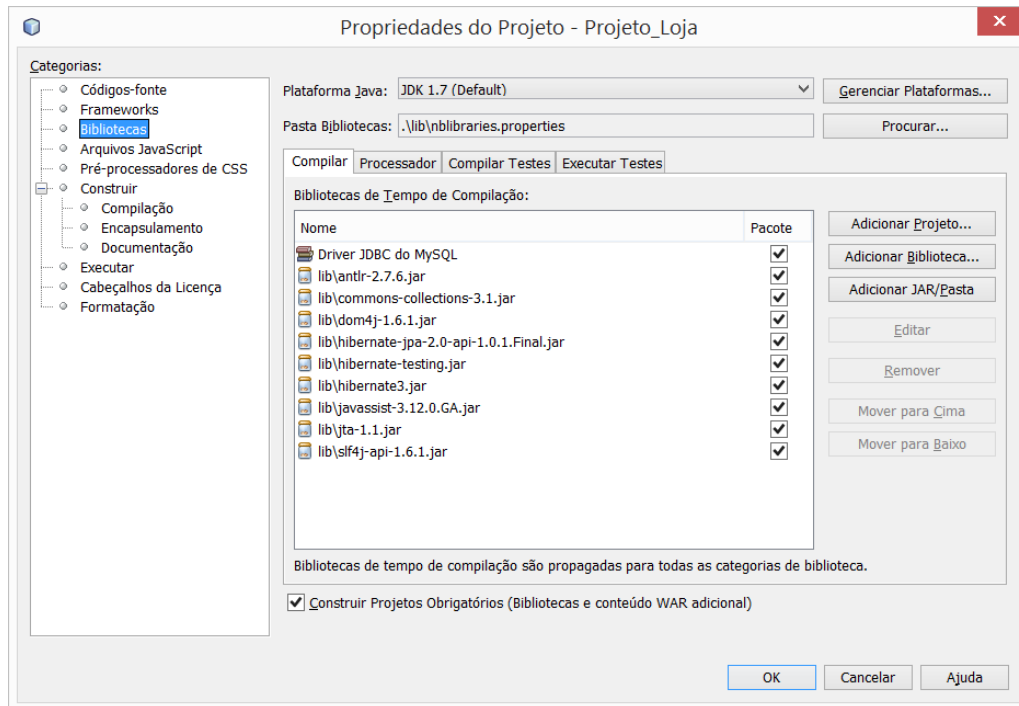 Propriedades do Projeto - Projeto_Loja
Categorias:
Códigos-fonte
Frameworks
Bibliotecas
Arquivos JavaScript
Pré-processadores de CSS
Construir
Compilação
Encapsulamento
Documentação
Executar
Cabeçalhos da Licença
Formatação
Plataforma Java: JDK 1.7 (Default) Gerenciar Plataformas...
Pasta Bibliotecas: .\lib\nblibraries.properties Procurar...
Compilar Processador Compilar Testes Executar Testes
Bibliotecas de Tempo de Compilação:
Nome Pacote
Driver JDBC do MySQL
lib\antlr-2.7.6.jar
lib\commons-collections-3.1.jar
lib\dom4j-1.6.1.jar
lib\hibernate-jpa-2.0-api-1.0.1.Final.jar
lib\hibernate-testing.jar
lib\hibernate3.jar
lib\javassist-3.12.0.GA.jar
lib\jta-1.1.jar
lib\slf4j-api-1.6.1.jar
Adicionar Projeto...
Adicionar Biblioteca...
Adicionar JAR/Pasta
Editar
Remover
Mover para Cima
Mover para Baixo
Bibliotecas de tempo de compilação são propagadas para todas as categorias de biblioteca.
Construir Projetos Obrigatórios (Bibliotecas e conteúdo WAR adicional)
OK Cancelar Ajuda